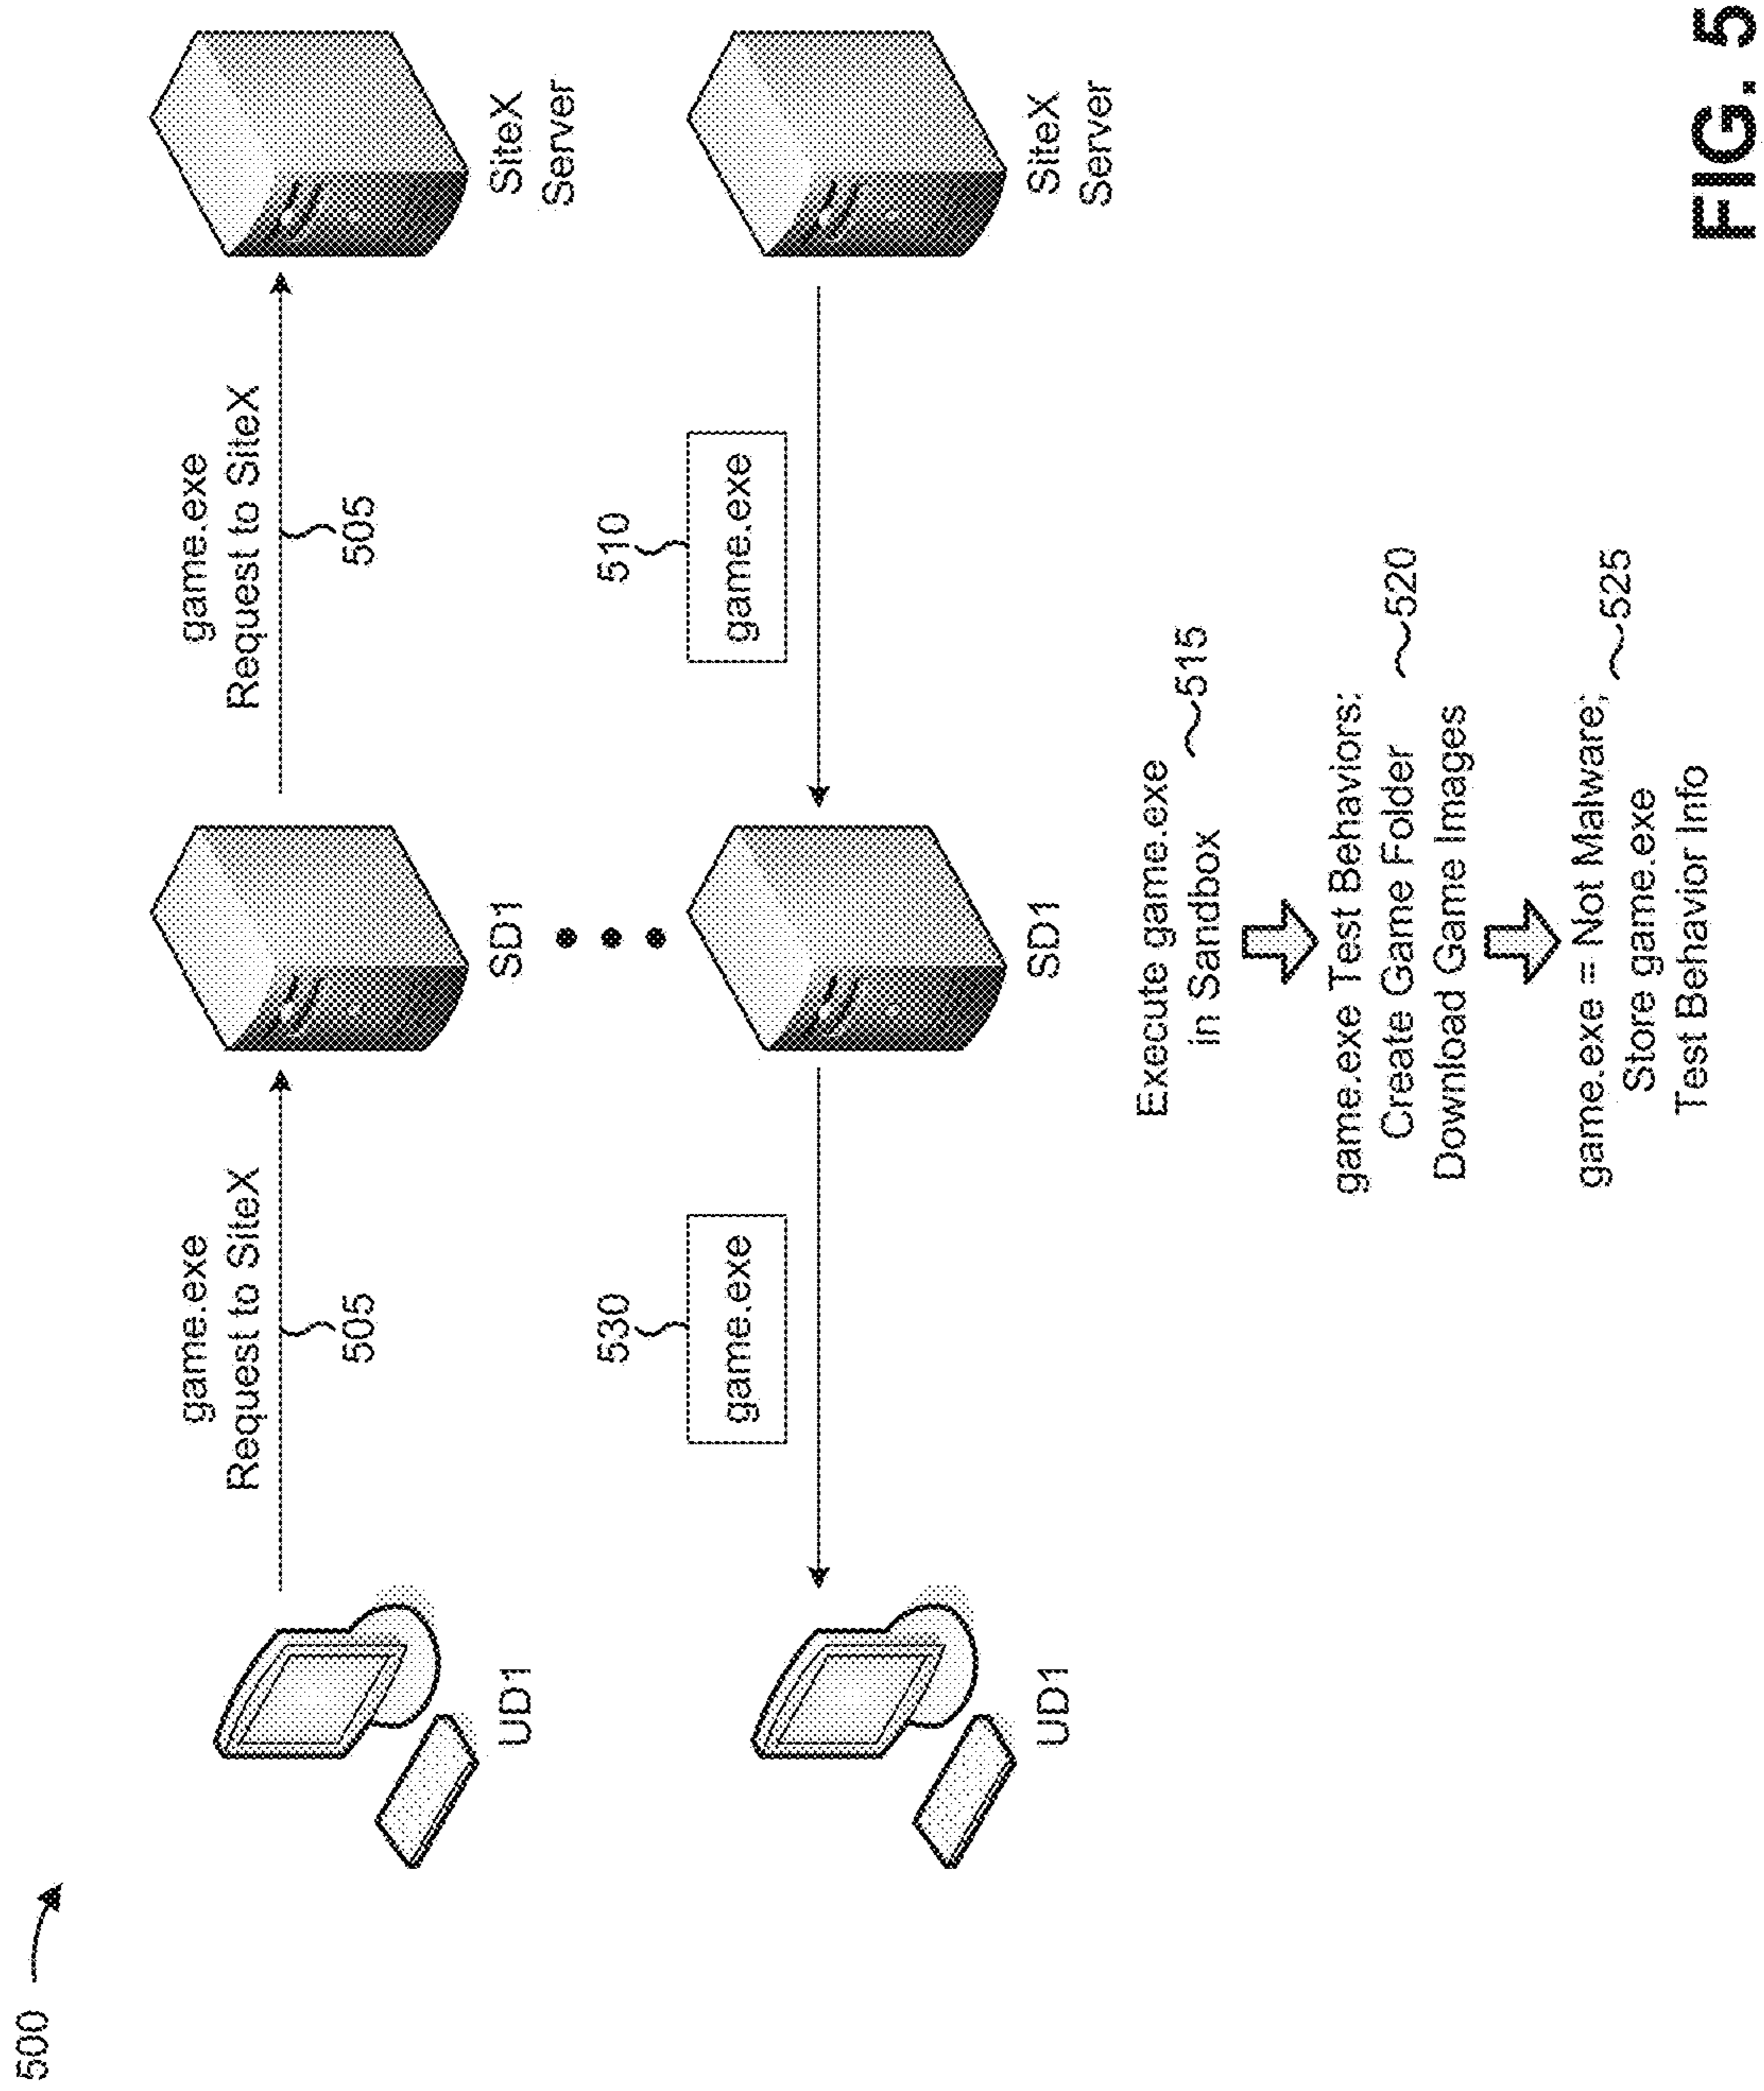 500
game.exe
Request to SiteX
505
game.exe
Request to SiteX
505
UD1
SD1
SiteX
Server
530
game.exe
510
game.exe
UD1
SD1
SiteX
Server
Execute game.exe
in Sandbox
515
game.exe Test Behaviors:
Create Game Folder
Download Game Images
520
game.exe = Not Malware;
Store game.exe
Test Behavior Info
525
FIG. 5